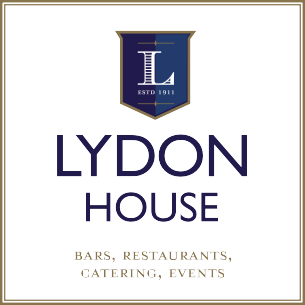 L
ESTD 1911
LYDON
HOUSE
BARS, RESTAURANTS,
CATERING, EVENTS